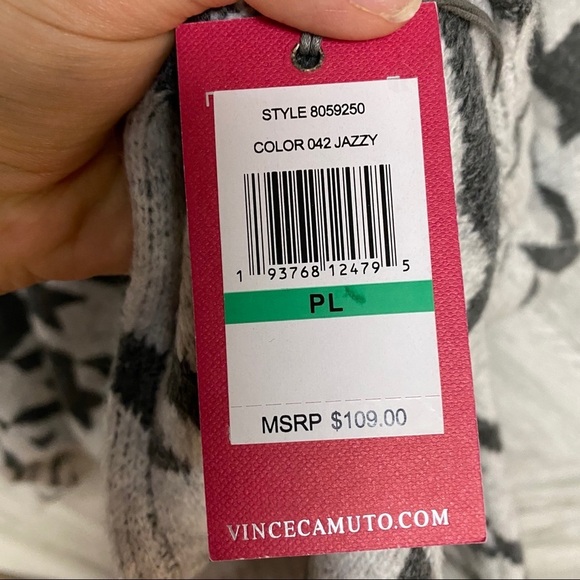 STYLE 8059250
COLOR 042 JAZZY
1 93768 12479 5
PL
MSRP $109.00
VINCECAMUTO.COM